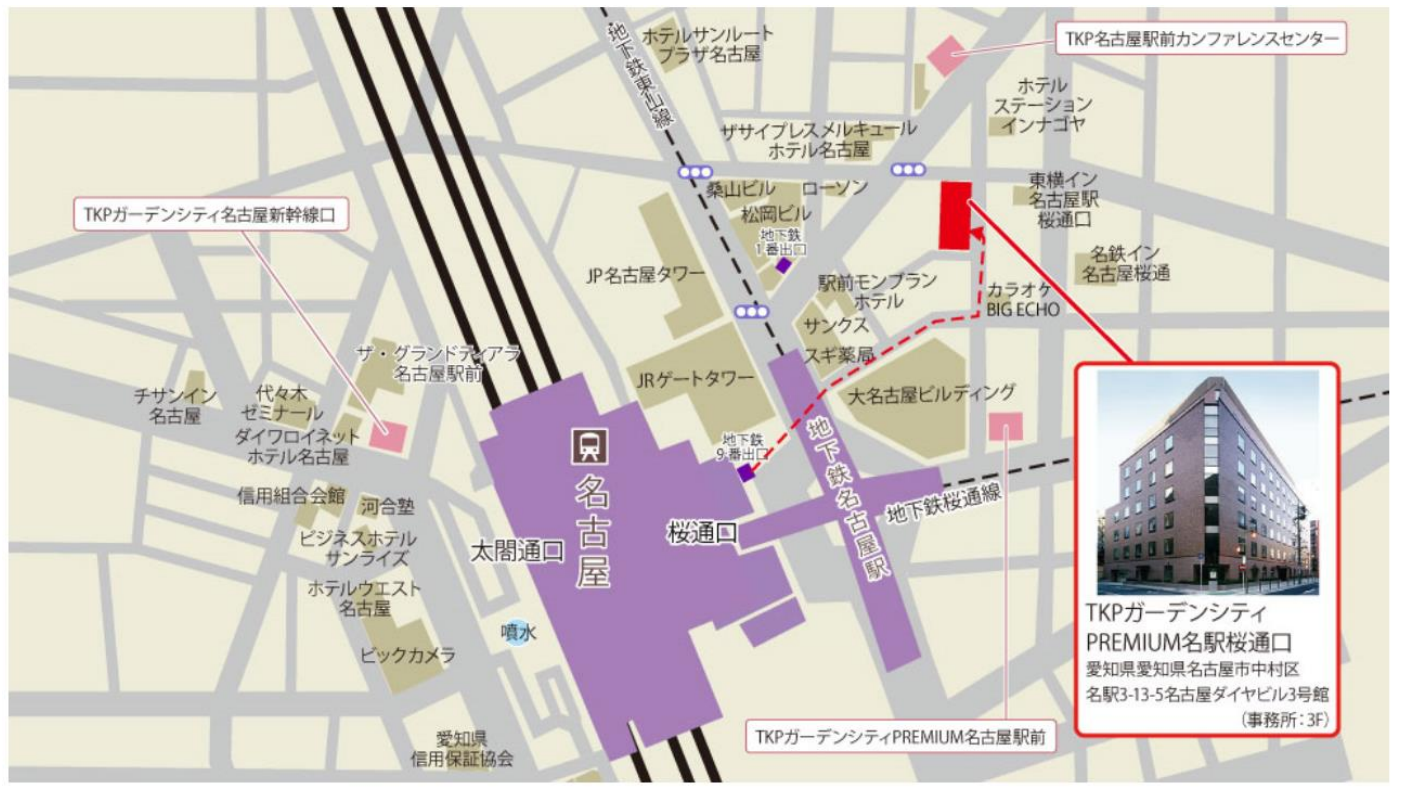 地下鉄東山線
ホテルサンルート
プラザ名古屋
TKP名古屋駅前カンファレンスセンター
ホテル
ステーション
インナゴヤ
ザサイプレスメルキュール
ホテル名古屋
桑山ビル
ローソン
東横イン
名古屋駅
桜通口
松岡ビル
地下鉄
1番出口
TKPガーデンシティ名古屋新幹線口
JP名古屋タワー
駅前モンブラン
ホテル
名鉄イン
名古屋桜通
カラオケ
BIG ECHO
サンクス
スギ薬局
ザ・グランドティアラ
名古屋駅前
JRゲートタワー
大名古屋ビルディング
チサンイン
名古屋
代々木
ゼミナール
ダイワロイネット
ホテル名古屋
地下鉄
9番出口
地下鉄名古屋駅
名古屋
信用組合会館
河合塾
地下鉄桜通線
桜通口
太閤通口
ビジネスホテル
サンライズ
ホテルウエスト
名古屋
噴水
ビックカメラ
愛知県
信用保証協会
TKPガーデンシティPREMIUM名古屋駅前
TKPガーデンシティ
PREMIUM名駅桜通口
愛知県愛知県名古屋市中村区
名駅3-13-5名古屋ダイヤビル3号館
（事務所：3F）